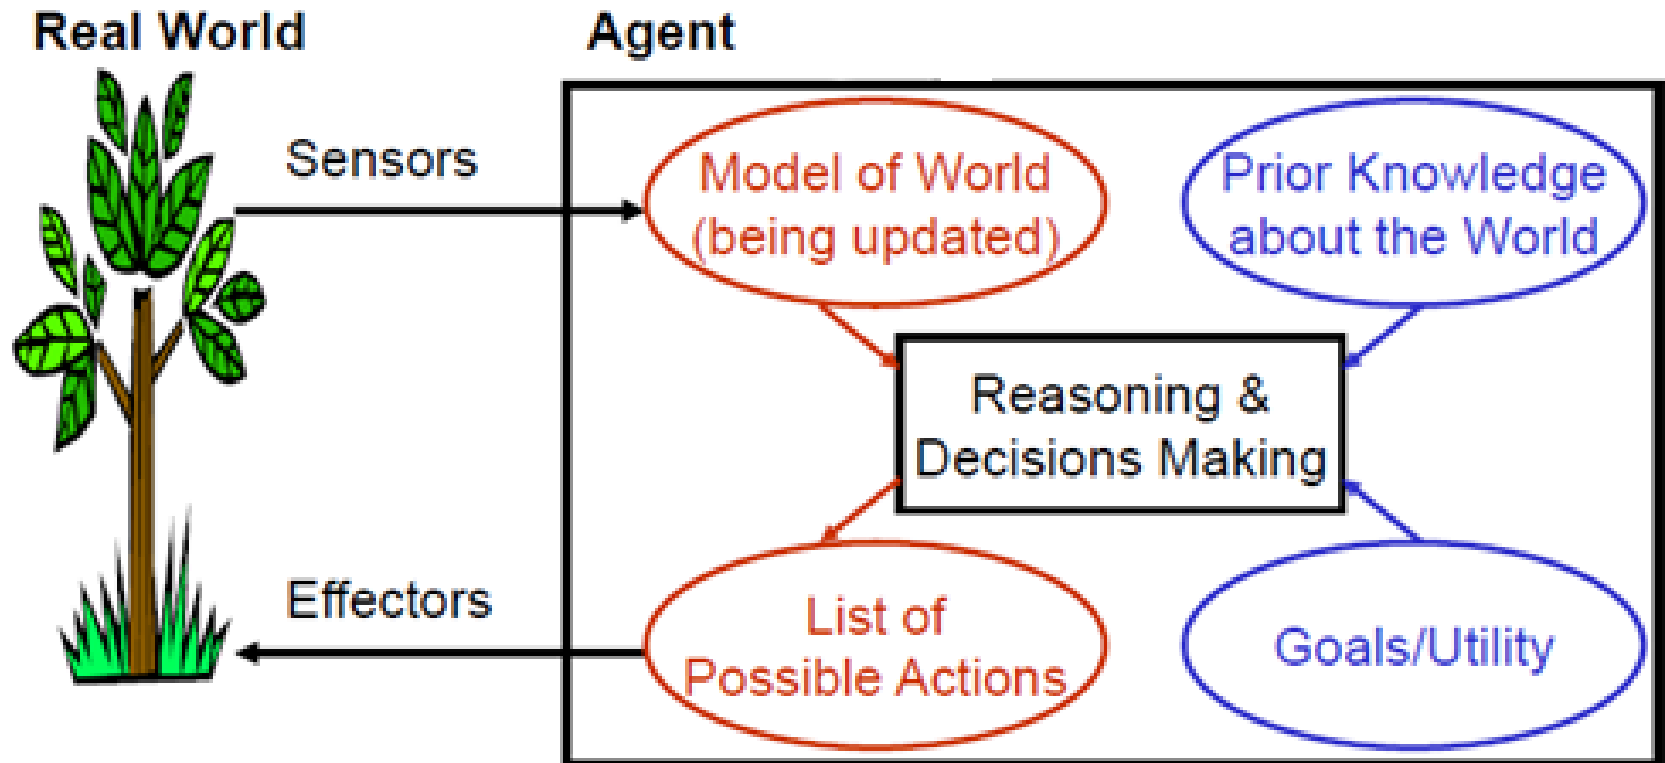 Real World
Agent
Sensors
Model of World
(being updated)
Prior Knowledge
about the World
Reasoning &
Decisions Making
Effectors
List of
Possible Actions
Goals/Utility